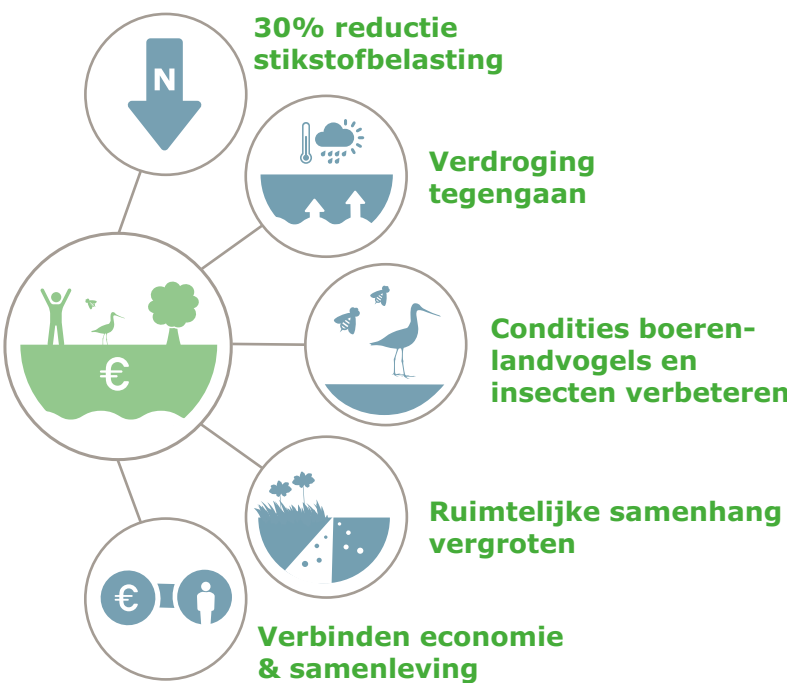 30% reductie
stikstofbelasting
N
Verdroging
tegengaan
Condities boeren-
landvogels en
insecten verbeteren
€
Ruimtelijke samenhang
vergroten
€
Verbinden economie
& samenleving